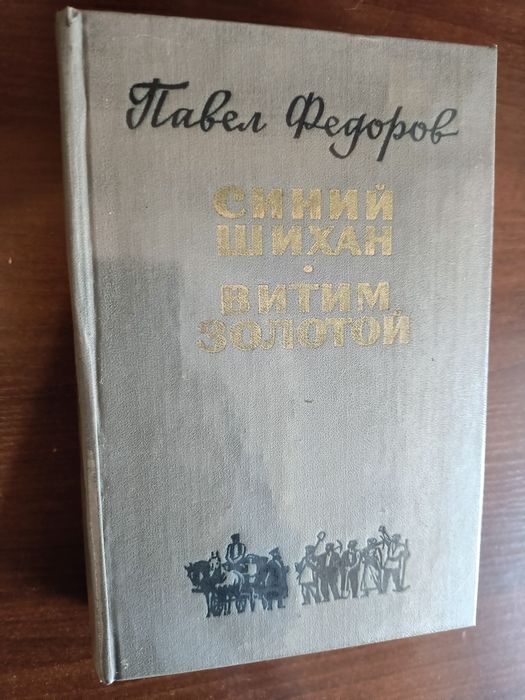 Павел Федоров
СИНИЙ
ШИХАН
•
ВИТИМ
ЗОЛОТОЙ